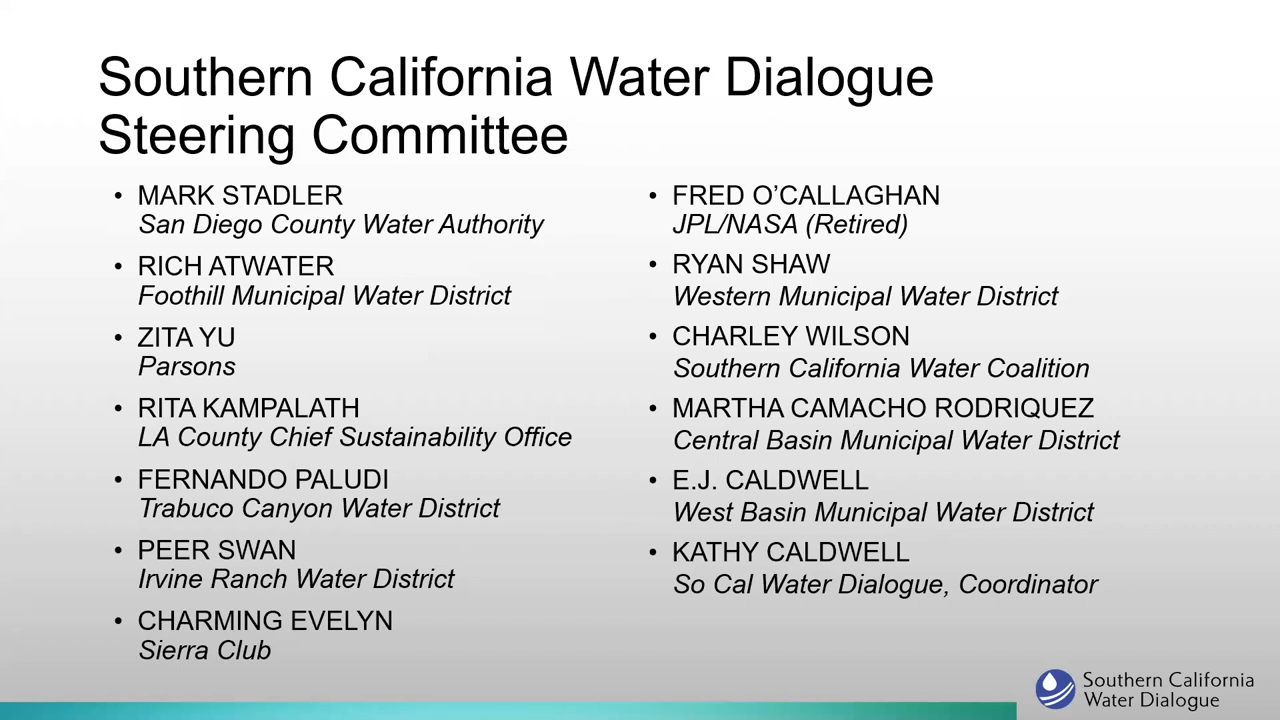 Southern California Water Dialogue
Steering Committee
• MARK STADLER
San Diego County Water Authority
• RICH ATWATER
Foothill Municipal Water District
• ZITA YU
Parsons
• RITA KAMPALATH
LA County Chief Sustainability Office
• FERNANDO PALUDI
Trabuco Canyon Water District
• PEER SWAN
Irvine Ranch Water District
• CHARMING EVELYN
Sierra Club
• FRED O’CALLAGHAN
JPL/NASA (Retired)
• RYAN SHAW
Western Municipal Water District
• CHARLEY WILSON
Southern California Water Coalition
• MARTHA CAMACHO RODRIQUEZ
Central Basin Municipal Water District
• E.J. CALDWELL
West Basin Municipal Water District
• KATHY CALDWELL
So Cal Water Dialogue, Coordinator
Southern California
Water Dialogue